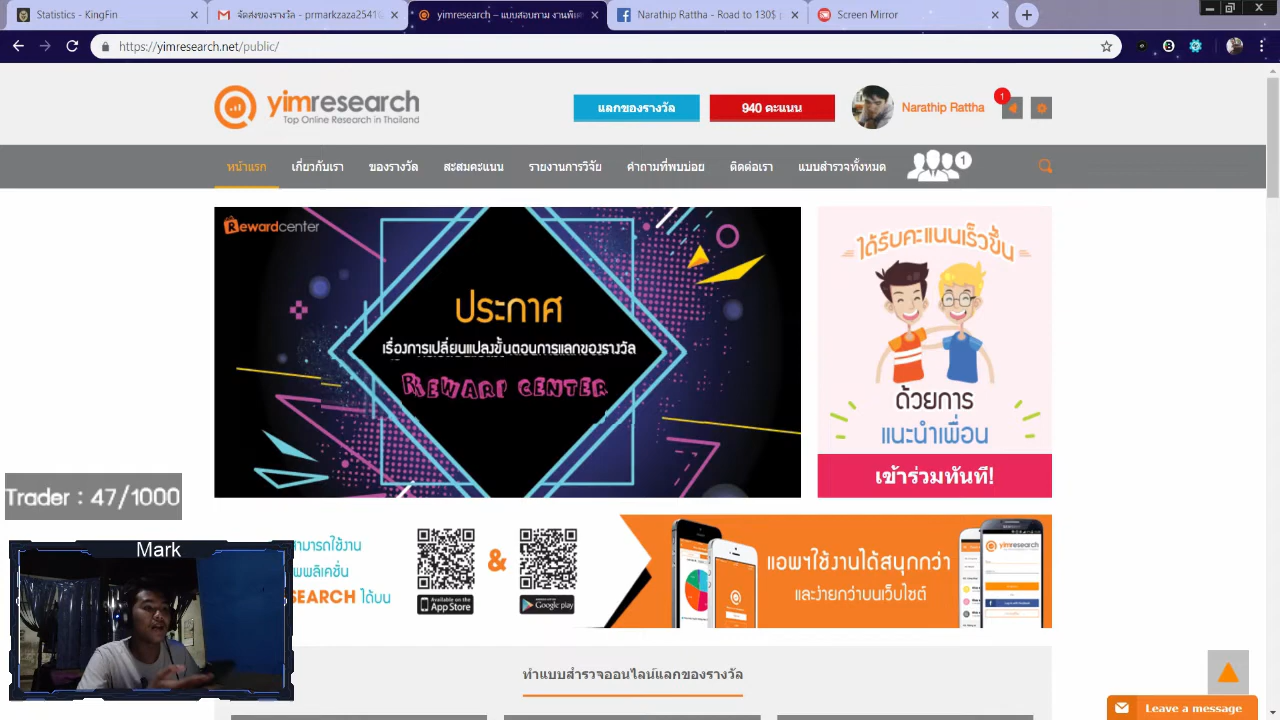 Statistics - KingFin
จัดส่งของรางวัล - pimarkzaa2541@
yimresearch – แบบสอบถาม งานพิเศ
Narathip Rattha - Road to 130$ |
Screen Mirror
https://yimresearch.net/public/
yimresearch
Top Online Research in Thailand
แลกของรางวัล
940 คะแนน
Narathip Rattha
1
หน้าแรก
เกี่ยวกับเรา
ของรางวัล
สะสมคะแนน
รายงานการวิจัย
คำถามที่พบบ่อย
ติดต่อเรา
แบบสำรวจทั้งหมด
1
Rewardcenter
ประกาศ
เรื่องการเปลี่ยนแปลงขั้นตอนการแลกของรางวัล
REWARD CENTER
ได้รับคะแนนเร็วขึ้น
ด้วยการ
แนะนำเพื่อน
เข้าร่วมทันที!
Trader : 47/1000
Mark
ามารถใช้งาน
พพลิเคชั่น
SEARCH ได้บน
&
Available on the
App Store
Google play
แอพฯใช้งานได้สนุกกว่า
และง่ายกว่าบนเว็บไซต์
yimresearch
ทำแบบสำรวจออนไลน์แลกของรางวัล
Leave a message